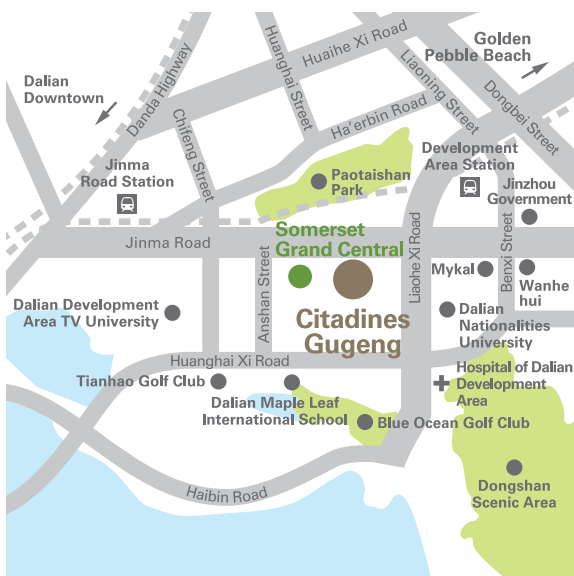 Golden
Pebble Beach
Huaihe Xi Road
Huanghai Street
Danda Highway
Liaoning Street
Dongbei Street
Dalian
Downtown
Chifeng Street
Ha'erbin Road
Development
Area Station
Jinma
Road Station
Paotaishan
Park
Jinzhou
Government
Jinma Road
Somerset
Grand Central
Anshan Street
Liaohe Xi Road
Benxi Street
Mykal
Wanhe
hui
Dalian Development
Area TV University
Citadines
Gugeng
Dalian
Nationalities
University
Huanghai Xi Road
Tianhao Golf Club
Hospital of Dalian
Development
Area
Dalian Maple Leaf
International School
Blue Ocean Golf Club
Haibin Road
Dongshan
Scenic Area